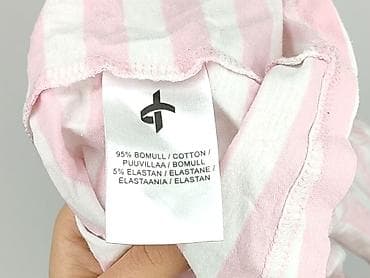 95% BOMULL / COTTON /
PUUVILLAA / BOMULL
5% ELASTAN / ELASTANE /
ELASTAANIA / ELASTAN